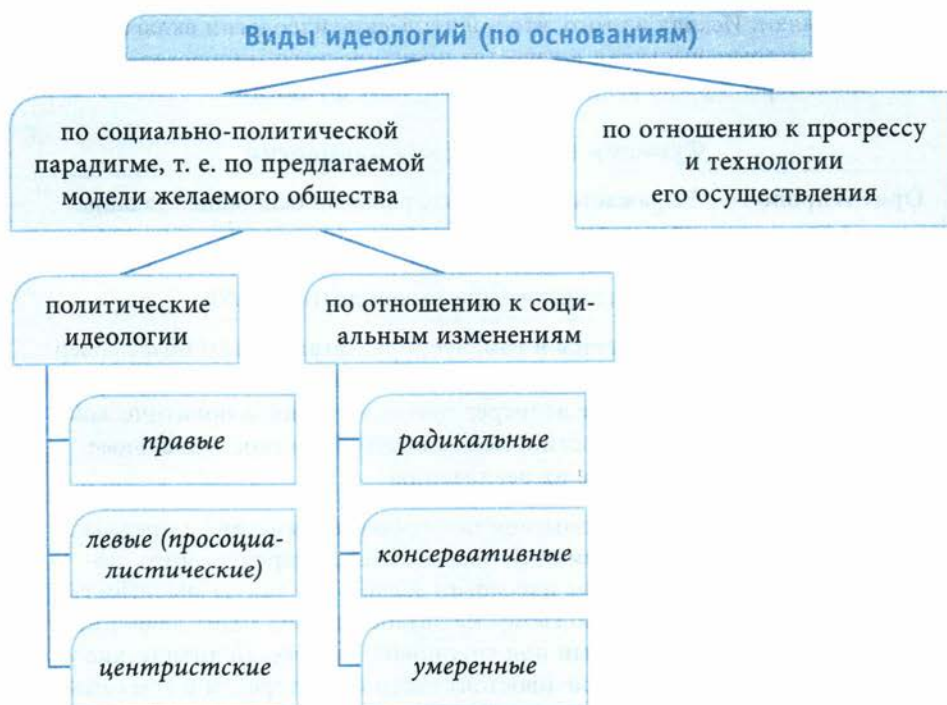 Виды идеологий (по основаниям)
по социально-политической
парадигме, т. е. по предлагаемой
модели желаемого общества
по отношению к прогрессу
и технологии
его осуществления
политические
идеологии
по отношению к соци-
альным изменениям
правые
левые (просоциа-
листические)
центристские
радикальные
консервативные
умеренные